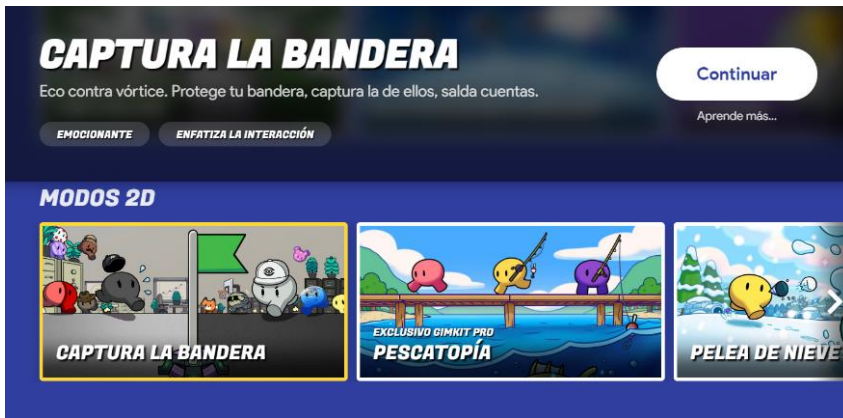 CAPTURA LA BANDERA
Eco contra vórtice. Protege tu bandera, captura la de ellos, salda cuentas.
Continuar
Aprende más...
EMOCIONANTE
ENFATIZA LA INTERACCIÓN
MODOS 2D
CAPTURA LA BANDERA
EXCLUSIVO GIMKIT PRO
PESCATOPÍA
PELEA DE NIEVE